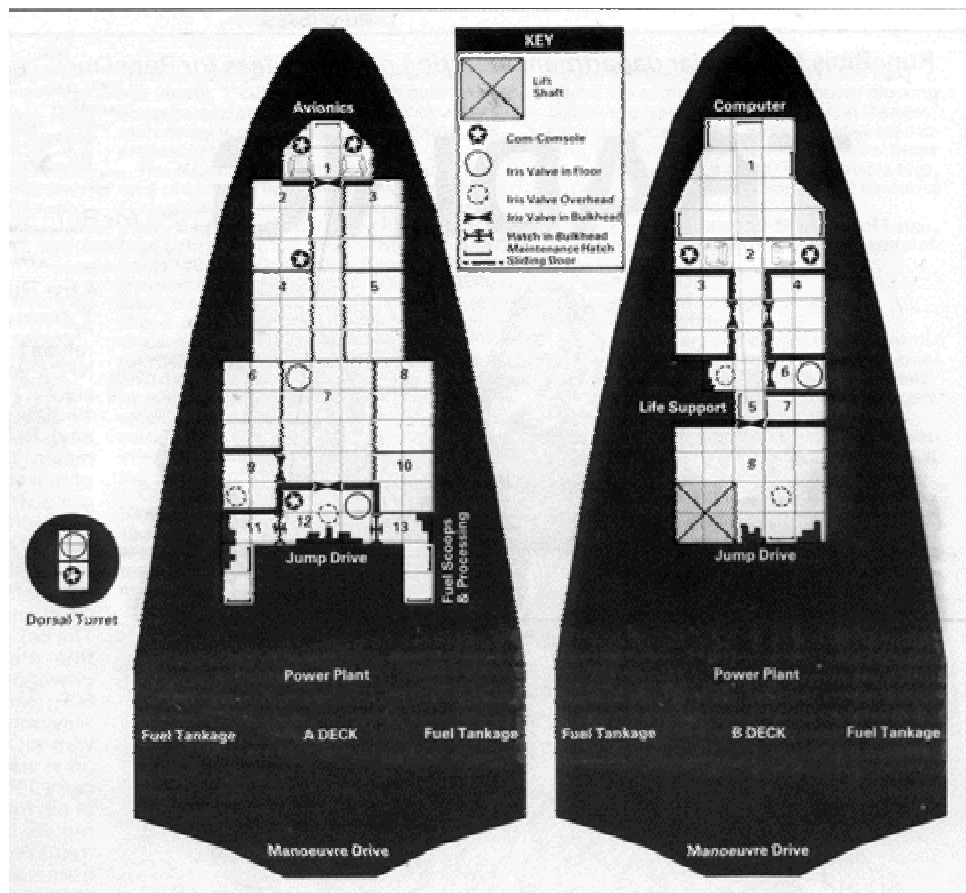 KEY
Lift
Shaft
Com-Console
Iris Valve in Floor
Iris Valve Overhead
Iris Valve in Bulkhead
Hatch in Bulkhead
Maintenance Hatch
Sliding Door
Avionics
1
2 3
4 5
6 7 8
9 10
11 12 13
Jump Drive
Fuel Scoops
& Processing
Power Plant
Fuel Tankage A DECK Fuel Tankage
Manoeuvre Drive
Dorsal Turret
Computer
1
2
3 4
6
Life Support 5 7
8
Jump Drive
Power Plant
Fuel Tankage B DECK Fuel Tankage
Manoeuvre Drive